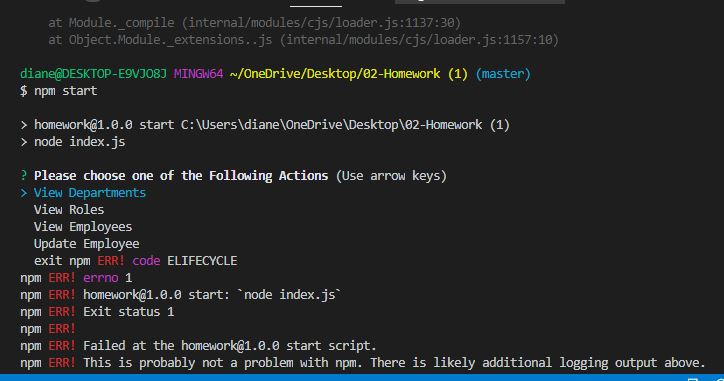 at Module._compile (internal/modules/cjs/loader.js:1137:30)
at Object.Module._extensions..js (internal/modules/cjs/loader.js:1157:10)
diane@DESKTOP-E9VJO8J MINGW64 ~/OneDrive/Desktop/02-Homework (1) (master)
$ npm start
> homework@1.0.0 start C:\Users\diane\OneDrive\Desktop\02-Homework (1)
> node index.js
? Please choose one of the Following Actions (Use arrow keys)
> View Departments
View Roles
View Employees
Update Employee
exit npm ERR! code ELIFECYCLE
npm ERR! errno 1
npm ERR! homework@1.0.0 start: `node index.js`
npm ERR! Exit status 1
npm ERR!
npm ERR! Failed at the homework@1.0.0 start script.
npm ERR! This is probably not a problem with npm. There is likely additional logging output above.